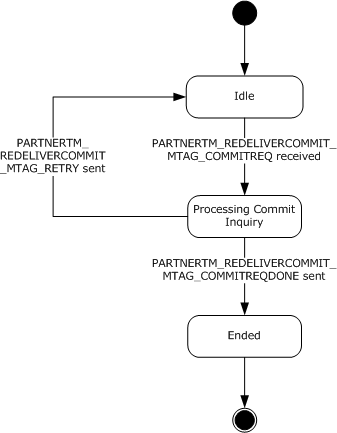 Idle
PARTNERTM_
REDELIVERCOMMIT
_MTAG_RETRY sent
PARTNERTM_REDELIVERCOMMIT_
MTAG_COMMITREQ received
Processing Commit
Inquiry
PARTNERTM_REDELIVERCOMMIT_
MTAG_COMMITREQDONE sent
Ended